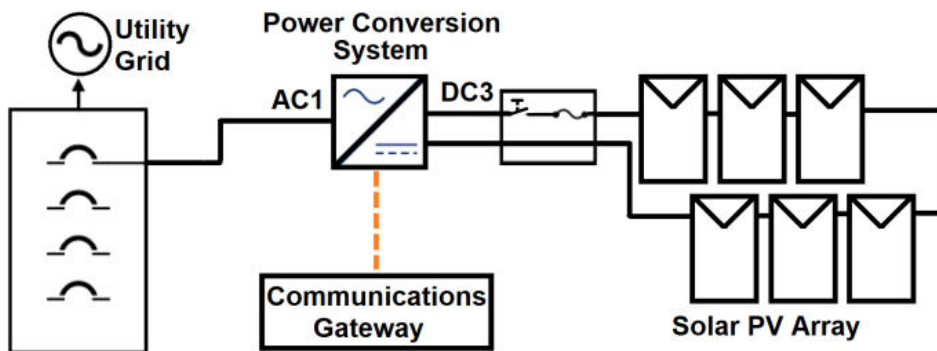 Utility
Grid
Power Conversion
System
AC1
DC3
Communications
Gateway
Solar PV Array